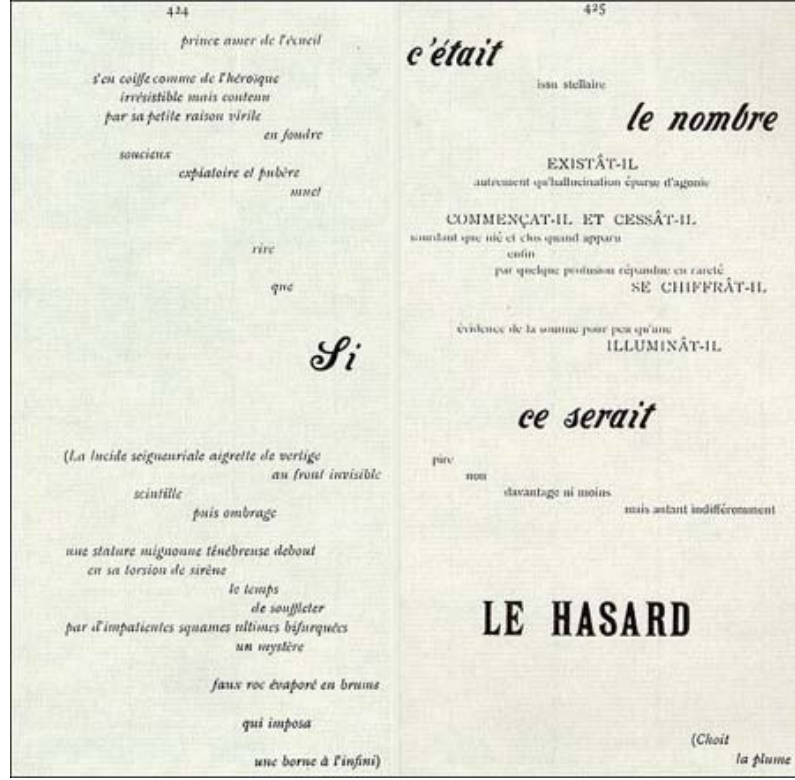 424
prince amer de l'écueil
s'en coiffe comme de l'héroïque
irrésistible mais contenu
par sa petite raison virile
en foudre
soucieux
expiatoire et pubère
muet
rire
que
Si
(La lucide seigneuriale aigrette de vertige
au front invisible
scintille
puis ombrage
une stature mignonne ténébreuse debout
en sa torsion de sirène
le temps
de souffleter
par d'impatientes squames ultimes bifurquées
un mystère
faux roc évaporé en brume
qui imposa
une borne à l'infini)
425
c'était
issu stellaire
le nombre
EXISTÂT-IL
autrement qu'hallucination éparse d'agonie
COMMENÇAT-IL ET CESSÂT-IL
sourdant que nié et clos quand apparu
enfin
par quelque profusion répandue en rareté
SE CHIFFRÂT-IL
évidence de la somme pour peu qu'une
ILLUMINÂT-IL
ce serait
pire
non
davantage ni moins
mais autant indifféremment
LE HASARD
(Choit
la plume